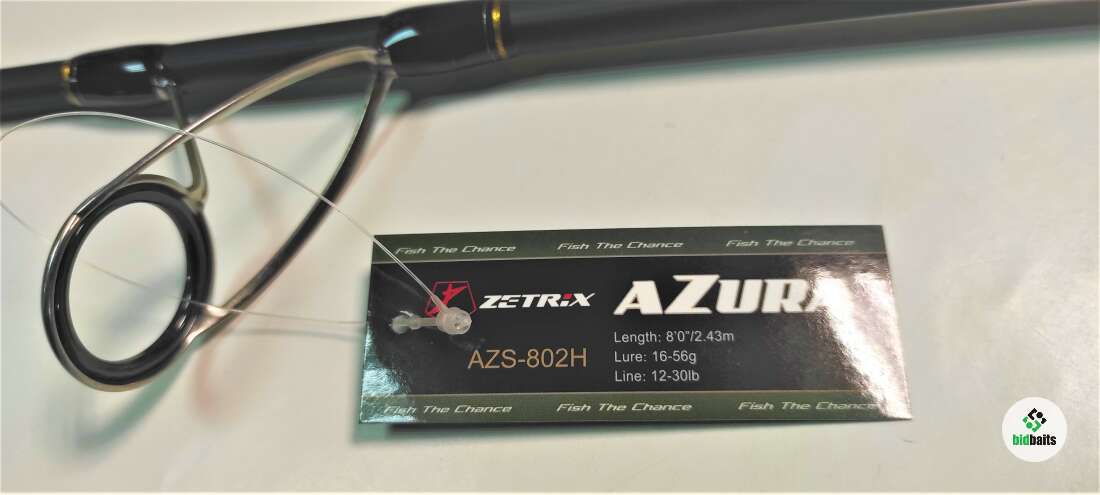 Fish The Chance Fish The Chance Fish The Chance
ZETRIX AZURA
Length: 8'0"/2.43m
AZS-802H
Lure: 16-56g
Line: 12-30lb
Fish The Chance Fish The Chance Fish The Chance
bidbaits